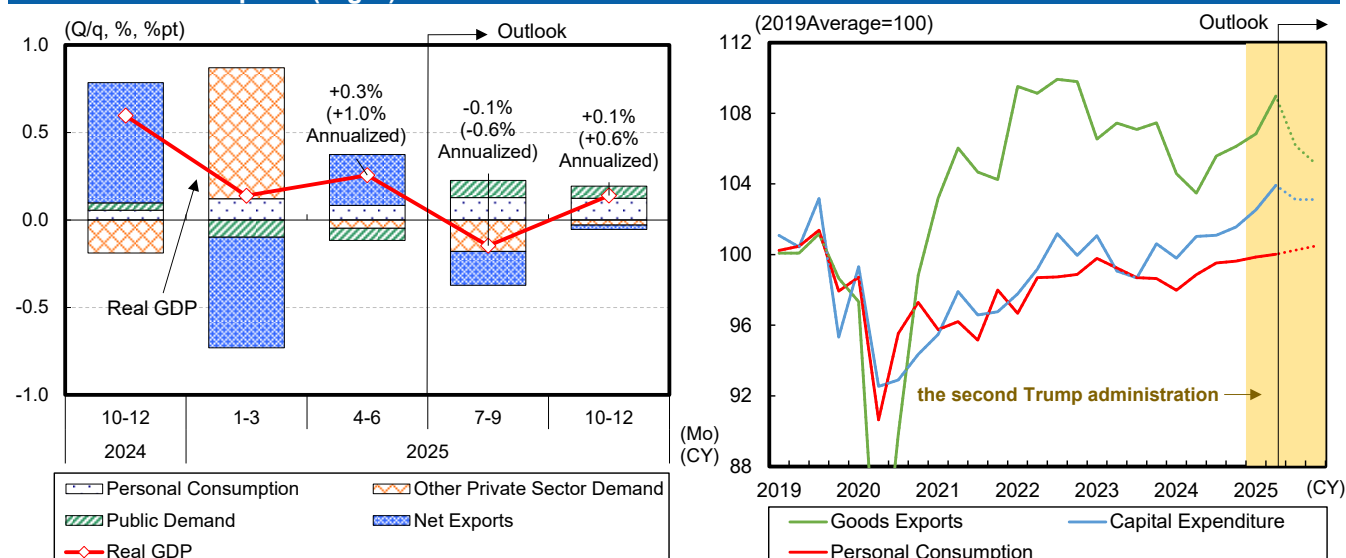 (Q/q, %, %pt)
Outlook
1.0
0.5
0.0
-0.5
-1.0
+0.3%
(+1.0%
Annualized)
-0.1%
(-0.6%
Annualized)
+0.1%
(+0.6%
Annualized)
Real GDP
10-12
1-3
4-6
7-9
10-12
(Mo)
2024
2025
(CY)
Personal Consumption
Other Private Sector Demand
Public Demand
Net Exports
Real GDP
(2019Average=100)
Outlook
112
108
104
100
96
92
88
the second Trump administration
2019
2020
2021
2022
2023
2024
2025
(CY)
Goods Exports
Capital Expenditure
Personal Consumption